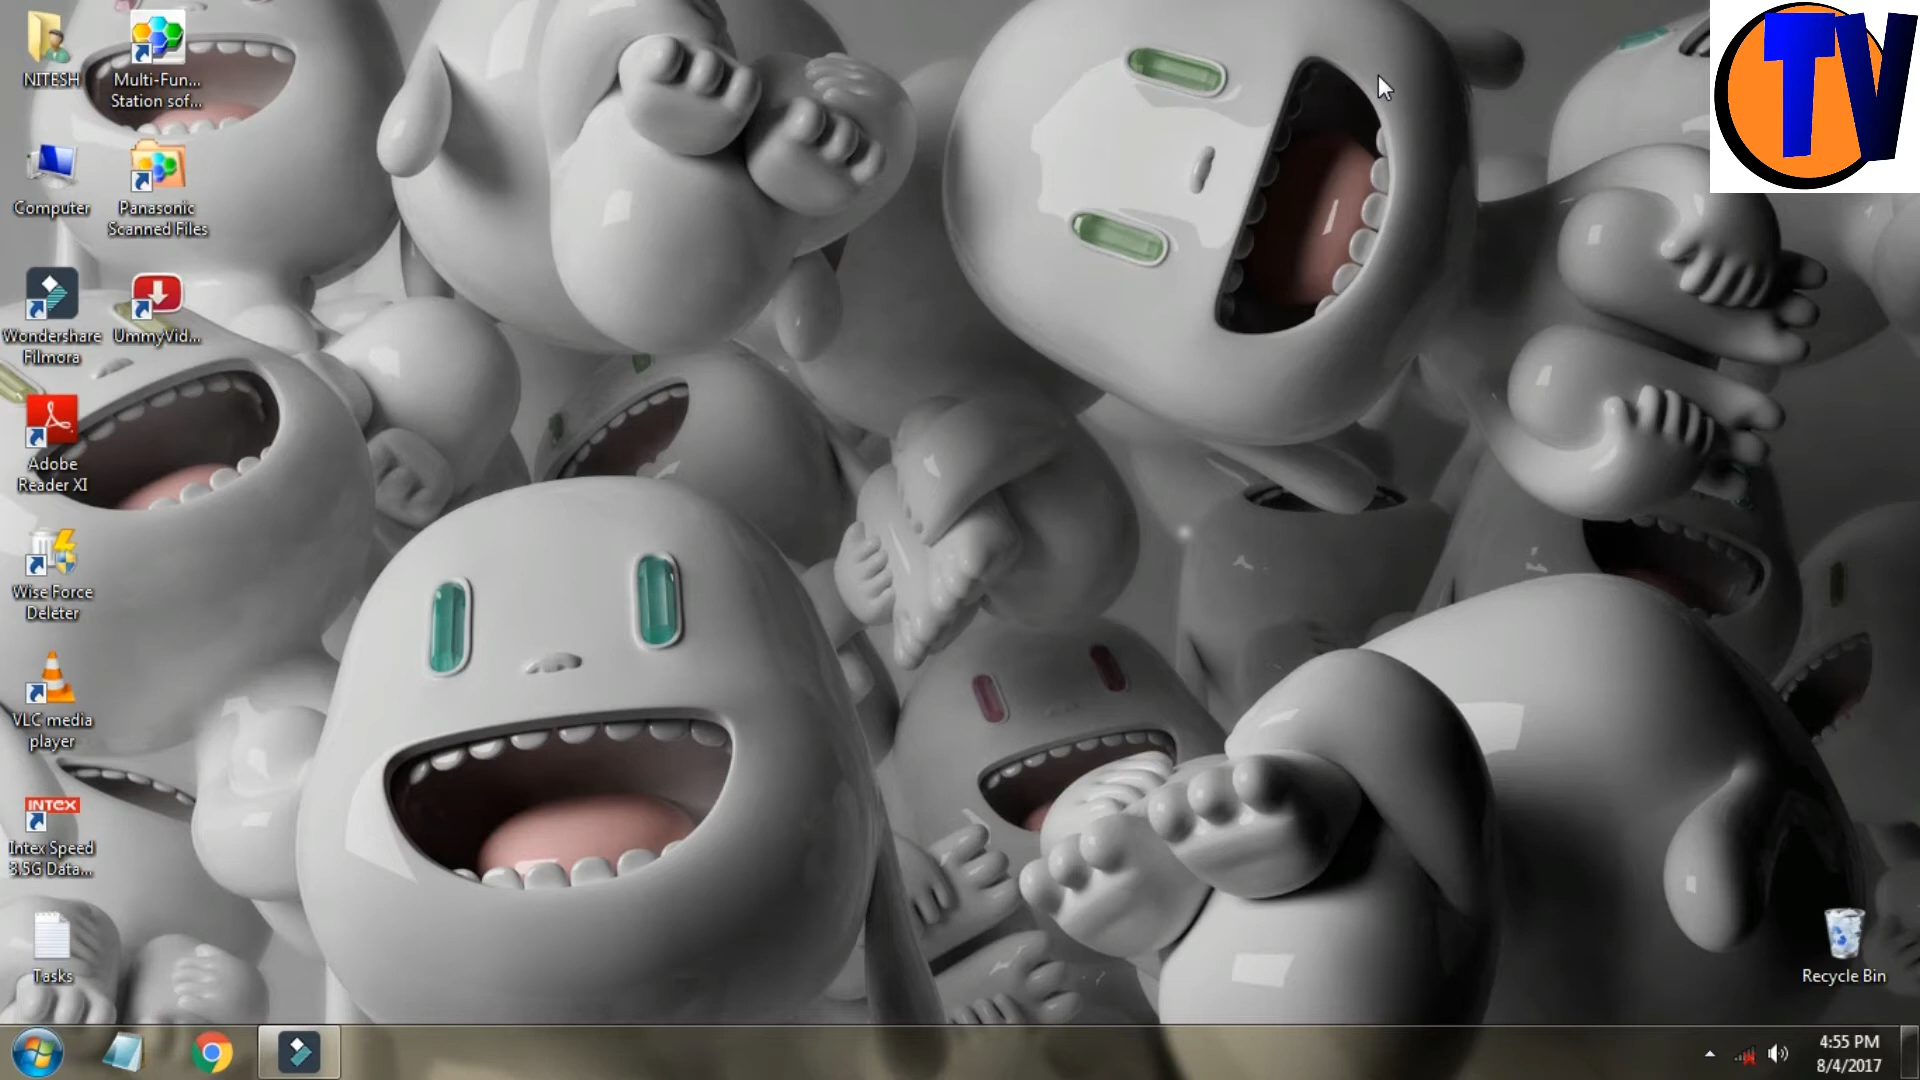 NITESH
Multi-Fun...
Station sof...
TV
Computer
Panasonic
Scanned Files
Wondershare
Filmora
UmmyVid...
Adobe
Reader XI
Wise Force
Deleter
VLC media
player
INTEX
Intex Speed
3.5G Data...
Tasks
Recycle Bin
4:55 PM
8/4/2017